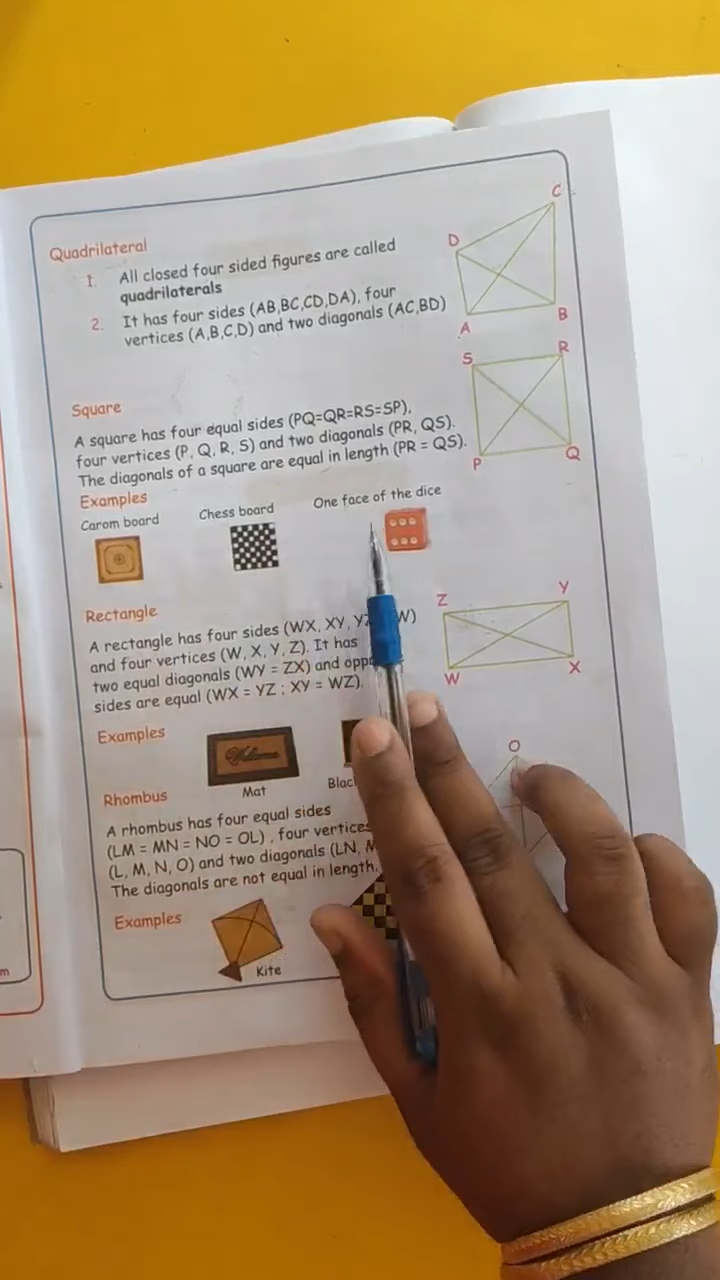 Quadrilateral
1. All closed four sided figures are called
quadrilaterals
2. It has four sides (AB,BC,CD,DA), four
vertices (A,B,C,D) and two diagonals (AC,BD)
C
D
A
B
Square
A square has four equal sides (PQ=QR=RS=SP),
four vertices (P, Q, R, S) and two diagonals (PR, QS).
The diagonals of a square are equal in length (PR = QS).
S
R
P
Q
Examples
Carom board
Chess board
One face of the dice
Rectangle
A rectangle has four sides (WX, XY, W)
and four vertices (W, X, Y, Z). It has
two equal diagonals (WY = ZX) and
sides are equal (WX = YZ ; XY = WZ).
Z
Y
W
X
Examples
Welcome
Mat
Rhombus
A rhombus has four equal sides
(LM = MN = NO = OL) , four vertices
(L, M, N, O) and two diagonals (LN,
The diagonals are not equal in length.
O
Examples
Kite
m